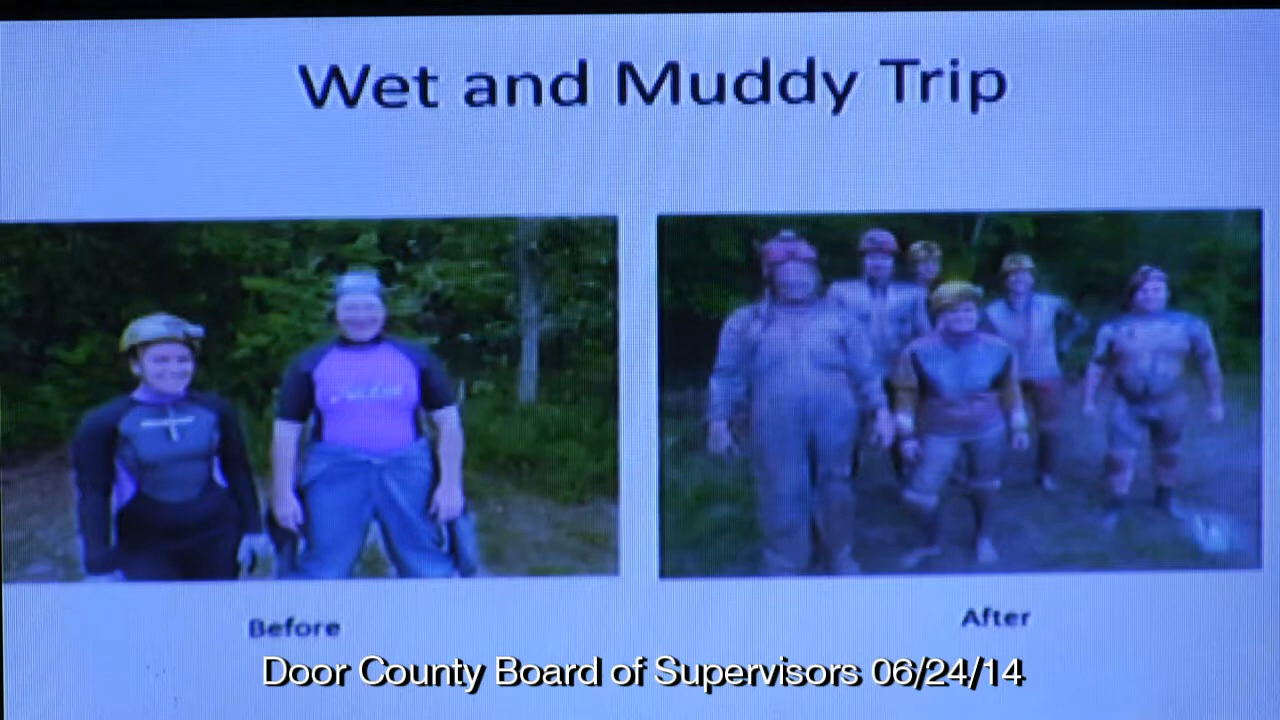 Wet and Muddy Trip
Before
After
Door County Board of Supervisors 06/24/14